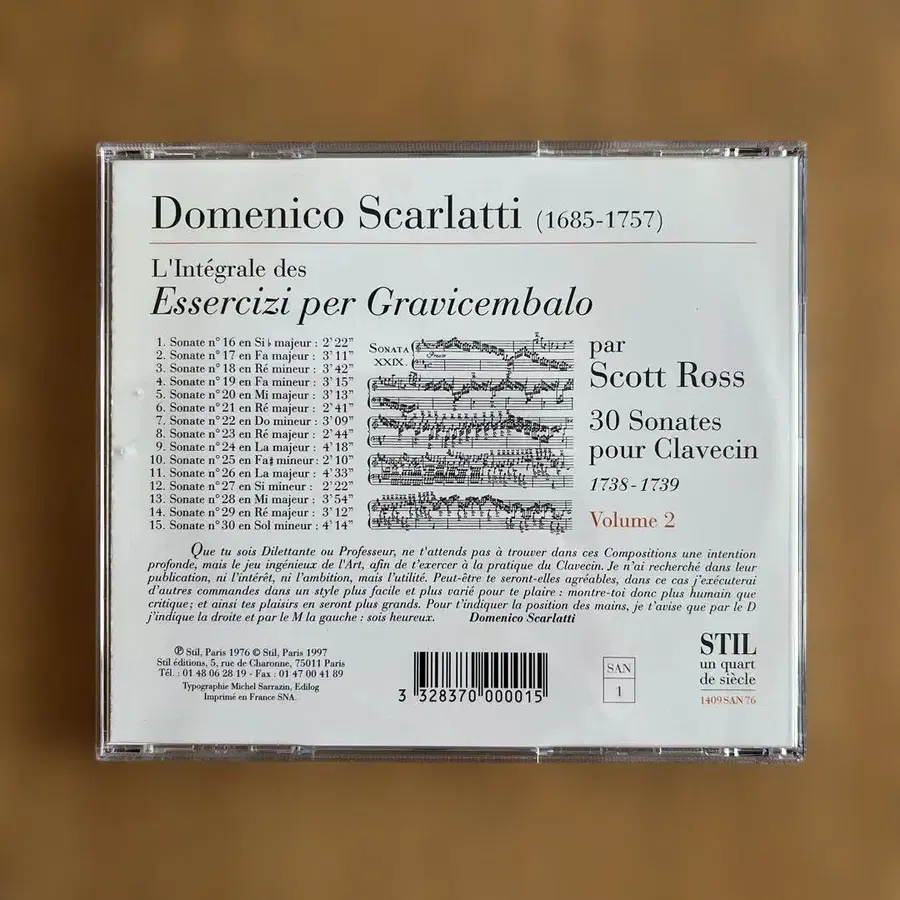 Domenico Scarlatti (1685-1757)
L'Intégrale des
Essercizi per Gravicembalo
1. Sonate n° 16 en Si♭ majeur : 2'22"
2. Sonate n° 17 en Fa majeur : 3'11"
3. Sonate n° 18 en Ré mineur : 3'42"
4. Sonate n° 19 en Fa mineur : 3'15"
5. Sonate n° 20 en Mi majeur : 3'13"
6. Sonate n° 21 en Ré majeur : 2'41"
7. Sonate n° 22 en Do mineur : 3'09"
8. Sonate n° 23 en Ré majeur : 2'44"
9. Sonate n° 24 en La majeur : 4'18"
10. Sonate n° 25 en Fa♯ mineur : 2'10"
11. Sonate n° 26 en La majeur : 4'33"
12. Sonate n° 27 en Si mineur : 2'22"
13. Sonate n° 28 en Mi majeur : 3'54"
14. Sonate n° 29 en Ré majeur : 3'12"
15. Sonate n° 30 en Sol mineur : 4'14"
SONATA
XXIX.
Presto
par
Scott Ross
30 Sonates
pour Clavecin
1738-1739
Volume 2
Que tu sois Dilettante ou Professeur, ne t'attends pas à trouver dans ces Compositions une intention
profonde, mais le jeu ingénieux de l'Art, afin de t'exercer à la pratique du Clavecin. Je n'ai recherché dans leur
publication, ni l'intérêt, ni l'ambition, mais l'utilité. Peut-être te seront-elles agréables, dans ce cas j'exécuterai
d'autres commandes dans un style plus facile et plus varié pour te plaire : montre-toi donc plus humain que
critique; et ainsi tes plaisirs en seront plus grands. Pour t'indiquer la position des mains, je t'avise que par le D
j'indique la droite et par le M la gauche : sois heureux. Domenico Scarlatti
℗ Stil, Paris 1976 © Stil, Paris 1997
Stil éditions, 5, rue de Charonne, 75011 Paris
Tél. : 01 48 06 28 19 - Fax : 01 47 00 41 89
Typographie Michel Sarrazin, Edilog
Imprimé en France SNA.
3 328370 000015
SAN
1
STIL
un quart
de siècle
1409SAN76